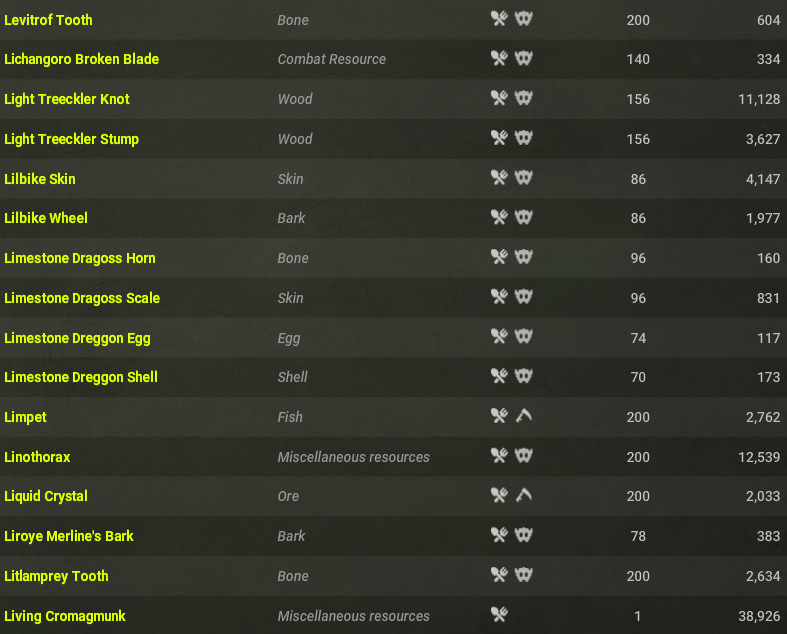 Levitrof Tooth Bone 200 604
Lichangoro Broken Blade Combat Resource 140 334
Light Treeckler Knot Wood 156 11,128
Light Treeckler Stump Wood 156 3,627
Lilbike Skin Skin 86 4,147
Lilbike Wheel Bark 86 1,977
Limestone Dragoss Horn Bone 96 160
Limestone Dragoss Scale Skin 96 831
Limestone Dreggon Egg Egg 74 117
Limestone Dreggon Shell Shell 70 173
Limpet Fish 200 2,762
Linothorax Miscellaneous resources 200 12,539
Liquid Crystal Ore 200 2,033
Liroye Merline's Bark Bark 78 383
Litlamprey Tooth Bone 200 2,634
Living Cromagmunk Miscellaneous resources 1 38,926